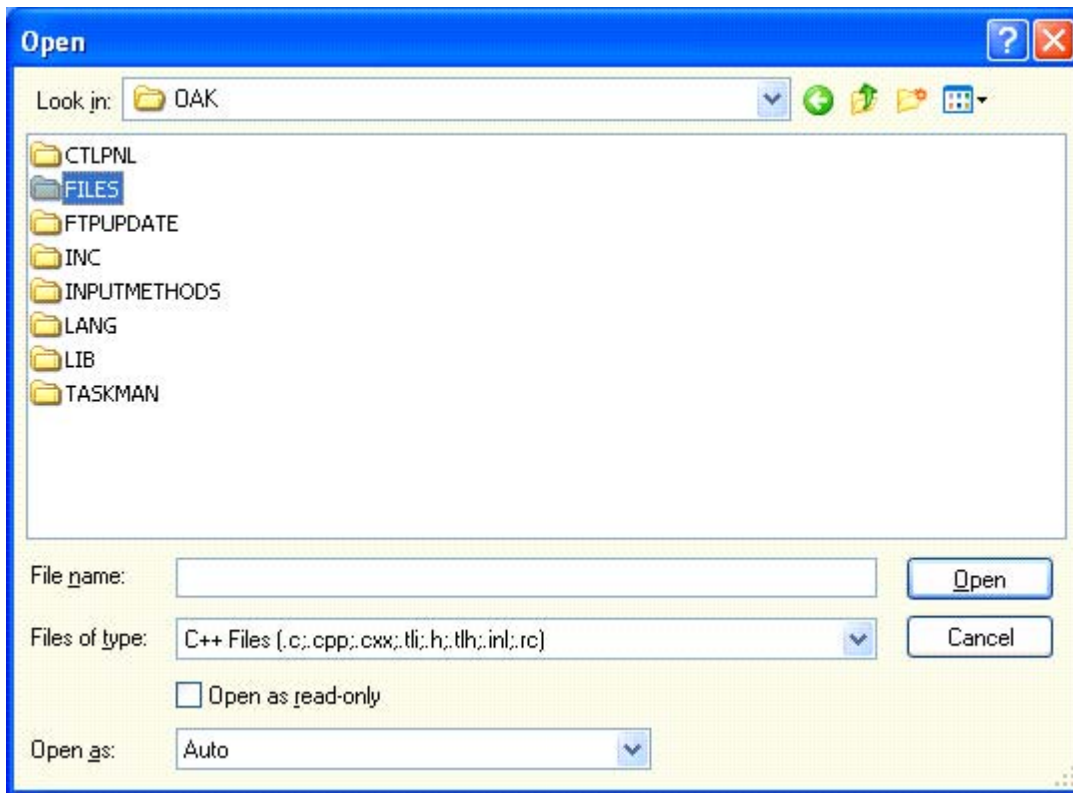 Open
Look in: OAK
CTLPNL
FILES
FTPUPDATE
INC
INPUTMETHODS
LANG
LIB
TASKMAN
File name: Open
Files of type: C++ Files (.c;.cpp;.cxx;.tli;.h;.tlh;.inl;.rc) Cancel
Open as read-only
Open as: Auto